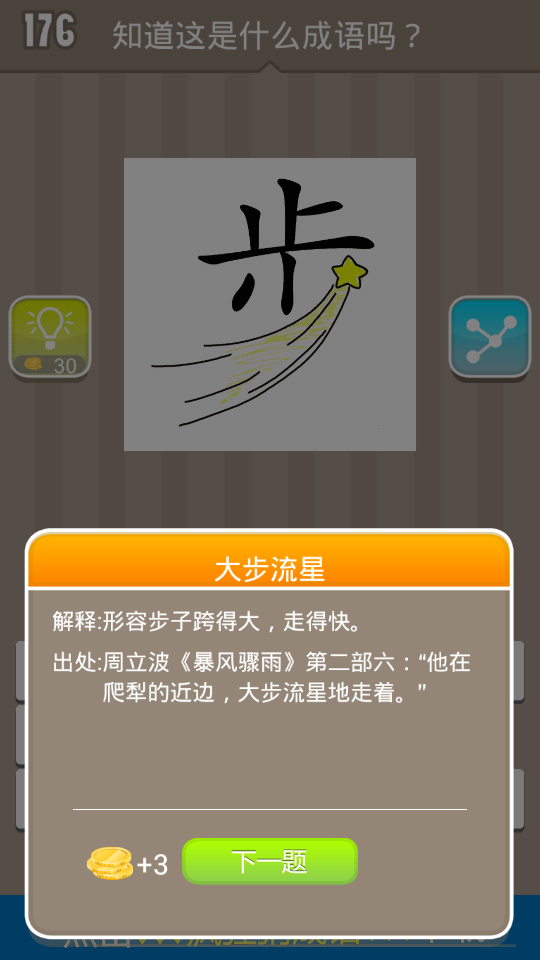 176 知道这是什么成语吗？
步
30
大步流星
解释:形容步子跨得大，走得快。
出处:周立波《暴风骤雨》第二部六：“他在
爬犁的近边，大步流星地走着。”
+3 下一题